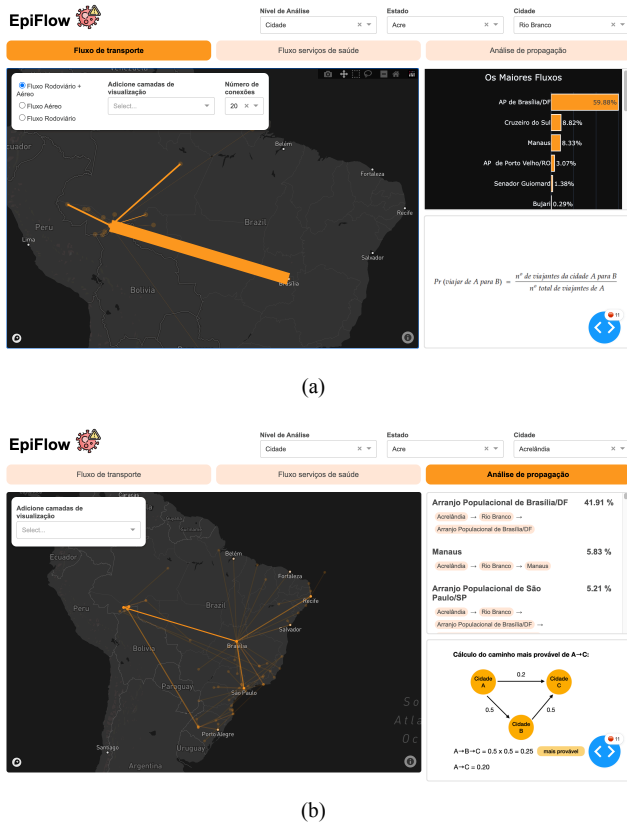 EpiFlow
Nível de Análise
Estado
Cidade
Cidade
Acre
Rio Branco
Fluxo de transporte
Fluxo serviços de saúde
Análise de propagação
Fluxo Rodoviário + Aéreo
Fluxo Aéreo
Fluxo Rodoviário
Adicione camadas de visualização
Select...
Número de conexões
20
Belém
Fortaleza
Recife
Peru
Brazil
Lima
Salvador
Brasília
Bolivia
Os Maiores Fluxos
AP de Brasília/DF 59.88%
Cruzeiro do Sul 8.82%
Manaus 8.33%
AP de Porto Velho/RO 3.07%
Senador Guiomard 1.38%
Bujari 0.29%
Pr (viajar de A para B) = nº de viajantes da cidade A para B
nº total de viajantes de A
11
(a)
EpiFlow
Nível de Análise
Estado
Cidade
Cidade
Acre
Acrelândia
Fluxo de transporte
Fluxo serviços de saúde
Análise de propagação
Adicione camadas de visualização
Select...
Caracas
Ecuador
Belém
Fortaleza
Recife
Peru
Brazil
Salvador
Brasília
Bolivia
Paraguay
São Paulo
Porto Alegre
Santiago
Uruguay
Argentina
Arranjo Populacional de Brasília/DF 41.91 %
Acrelândia → Rio Branco →
Arranjo Populacional de Brasília/DF
Manaus 5.83 %
Acrelândia → Rio Branco → Manaus
Arranjo Populacional de São Paulo/SP 5.21 %
Acrelândia → Rio Branco →
Arranjo Populacional de Brasília/DF →
Cálculo do caminho mais provável de A→C:
Cidade A
0.2
Cidade C
0.5
0.5
Cidade B
A→B→C = 0.5 x 0.5 = 0.25 mais provável
A→C = 0.20
11
(b)